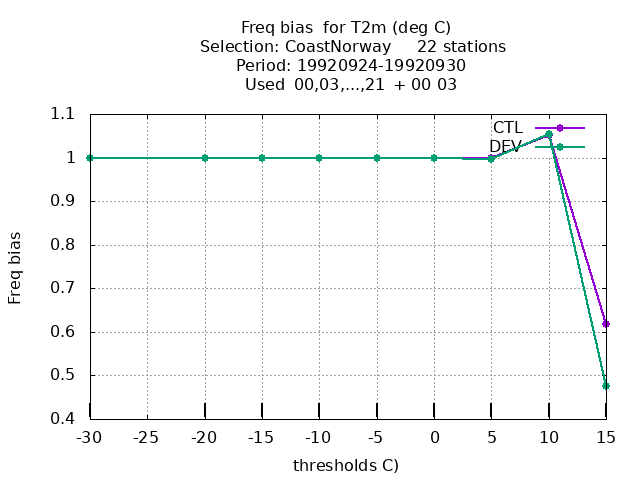 Freq bias  for T2m (deg C)
Selection: CoastNorway     22 stations
Period: 19920924-19920930
Used  00,03,...,21  + 00 03
1.1
CTL
DEV
1
0.9
0.8
0.7
0.6
0.5
0.4
Freq bias
-30 -25 -20 -15 -10 -5 0 5 10 15
thresholds C)